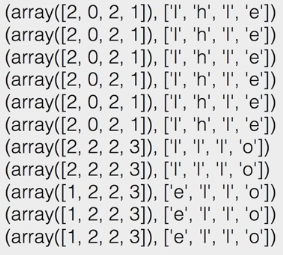 (array([2, 0, 2, 1]), ['l', 'h', 'l', 'e'])
(array([2, 0, 2, 1]), ['l', 'h', 'l', 'e'])
(array([2, 0, 2, 1]), ['l', 'h', 'l', 'e'])
(array([2, 0, 2, 1]), ['l', 'h', 'l', 'e'])
(array([2, 0, 2, 1]), ['l', 'h', 'l', 'e'])
(array([2, 0, 2, 1]), ['l', 'h', 'l', 'e'])
(array([2, 2, 2, 3]), ['l', 'l', 'l', 'o'])
(array([2, 2, 2, 3]), ['l', 'l', 'l', 'o'])
(array([1, 2, 2, 3]), ['e', 'l', 'l', 'o'])
(array([1, 2, 2, 3]), ['e', 'l', 'l', 'o'])
(array([1, 2, 2, 3]), ['e', 'l', 'l', 'o'])